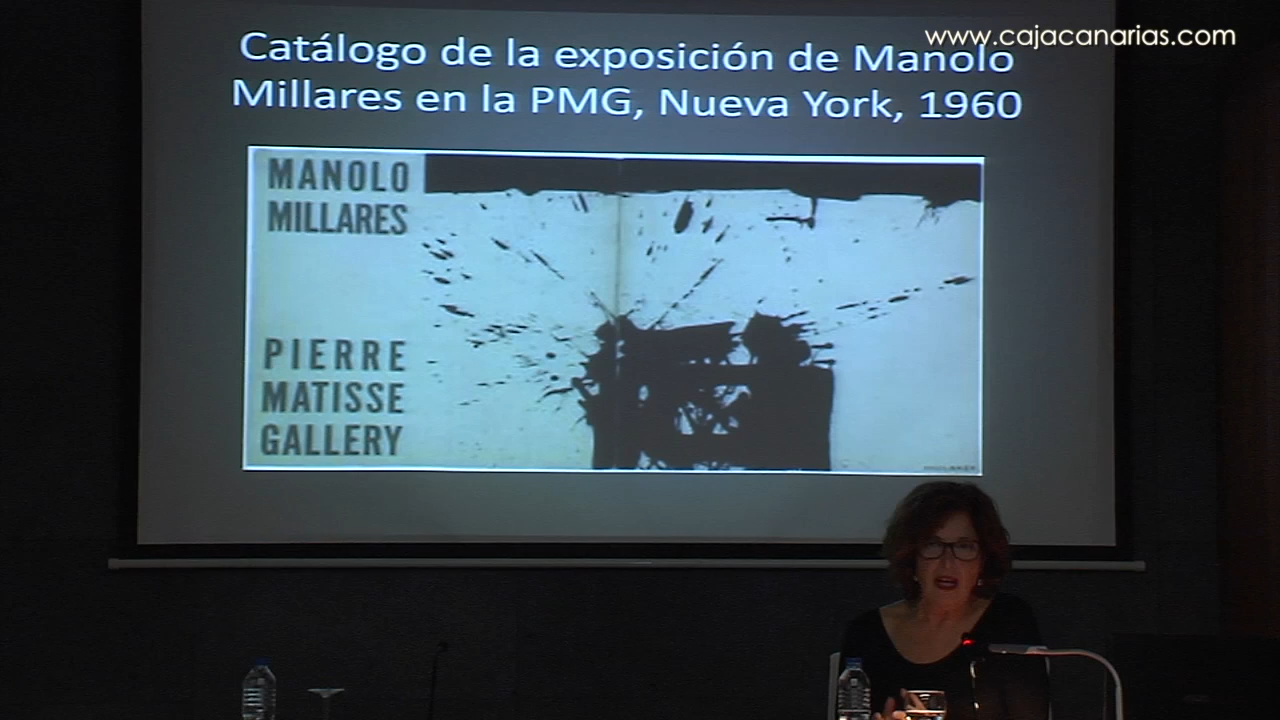 www.cajacanarias.com
Catálogo de la exposición de Manolo
Millares en la PMG, Nueva York, 1960
MANOLO
MILLARES
PIERRE
MATISSE
GALLERY
MILLARES